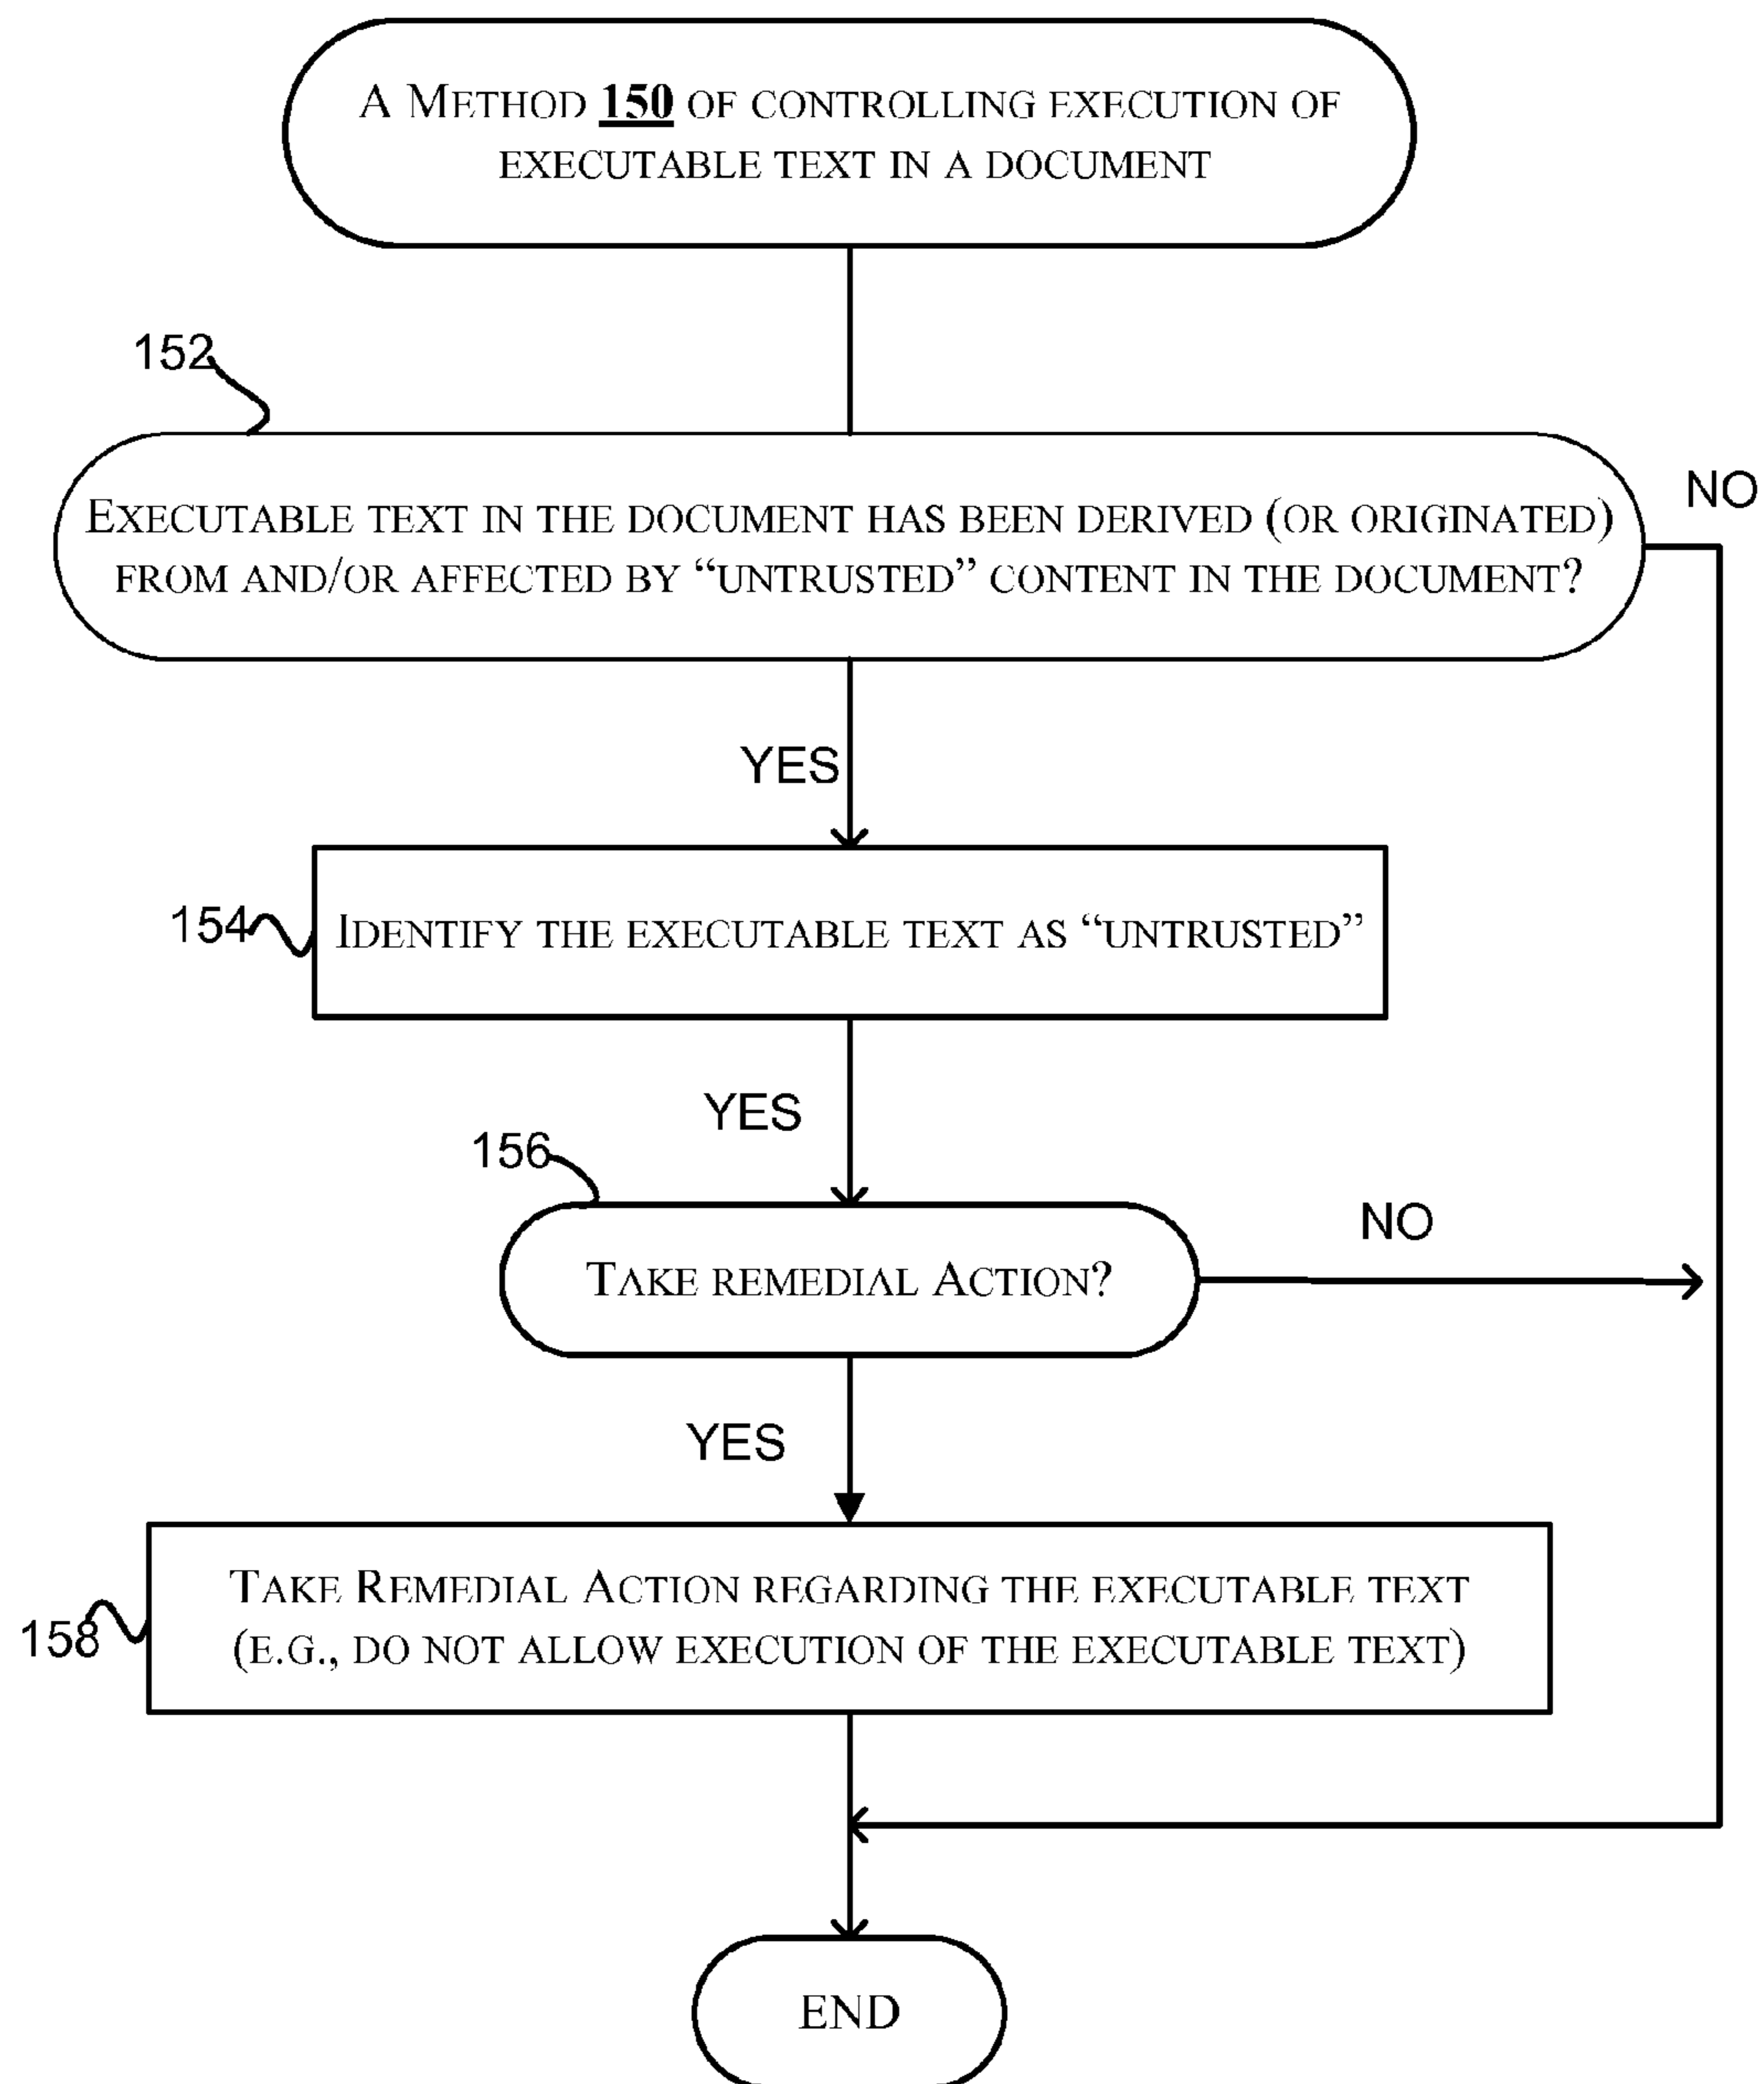 A Method 150 of controlling execution of
executable text in a document
152
NO
Executable text in the document has been derived (or originated)
from and/or affected by “untrusted” content in the document?
YES
154
Identify the executable text as “untrusted”
YES
156
NO
Take remedial Action?
YES
Take Remedial Action regarding the executable text
158
(e.g., do not allow execution of the executable text)
END